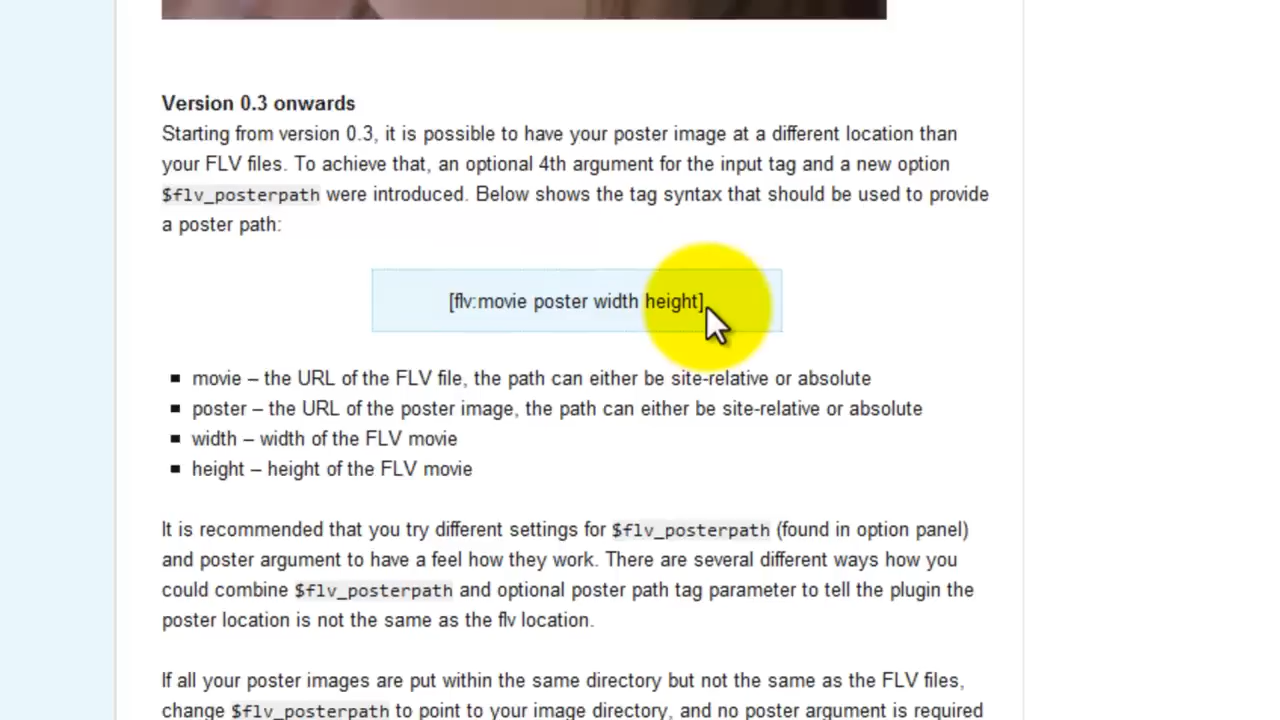 Version 0.3 onwards
Starting from version 0.3, it is possible to have your poster image at a different location than
your FLV files. To achieve that, an optional 4th argument for the input tag and a new option
$flv_posterpath were introduced. Below shows the tag syntax that should be used to provide
a poster path:
[flv:movie poster width height]
movie – the URL of the FLV file, the path can either be site-relative or absolute
poster – the URL of the poster image, the path can either be site-relative or absolute
width – width of the FLV movie
height – height of the FLV movie
It is recommended that you try different settings for $flv_posterpath (found in option panel)
and poster argument to have a feel how they work. There are several different ways how you
could combine $flv_posterpath and optional poster path tag parameter to tell the plugin the
poster location is not the same as the flv location.
If all your poster images are put within the same directory but not the same as the FLV files,
change $flv_posterpath to point to your image directory, and no poster argument is required